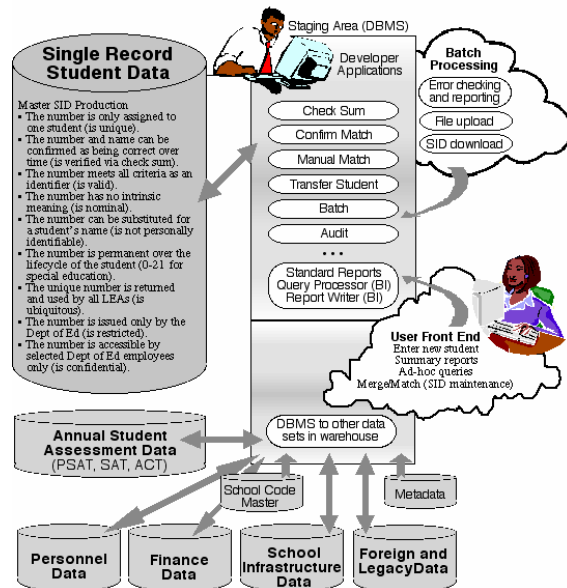 Single Record
Student Data
Master SID Production
▪ The number is only assigned to
one student (is unique).
▪ The number and name can be
confirmed as being correct over
time (is verified via check sum).
▪ The number meets all criteria as an
identifier (is valid).
▪ The number has no intrinsic
meaning (is nominal).
▪ The number can be substituted for
a student's name (is not personally
identifiable).
▪ The number is permanent over the
lifecycle of the student (0-21 for
special education).
▪ The unique number is returned
and used by all LEAs (is
ubiquitous).
▪ The number is issued only by the
Dept of Ed (is restricted).
▪ The number is accessible by
selected Dept of Ed employees
only (is confidential).
Staging Area (DBMS)
Developer
Applications
Check Sum
Confirm Match
Manual Match
Transfer Student
Batch
Audit
• • •
Standard Reports
Query Processor (BI)
Report Writer (BI)
Batch
Processing
Error checking
and reporting
File upload
SID download
User Front End
Enter new student
Summary reports
Ad-hoc queries
Merge/Match (SID maintenance)
DBMS to other data
sets in warehouse
Annual Student
Assessment Data
(PSAT, SAT, ACT)
School Code
Master
Metadata
Personnel
Data
Finance
Data
School
Infrastructure
Data
Foreign and
LegacyData